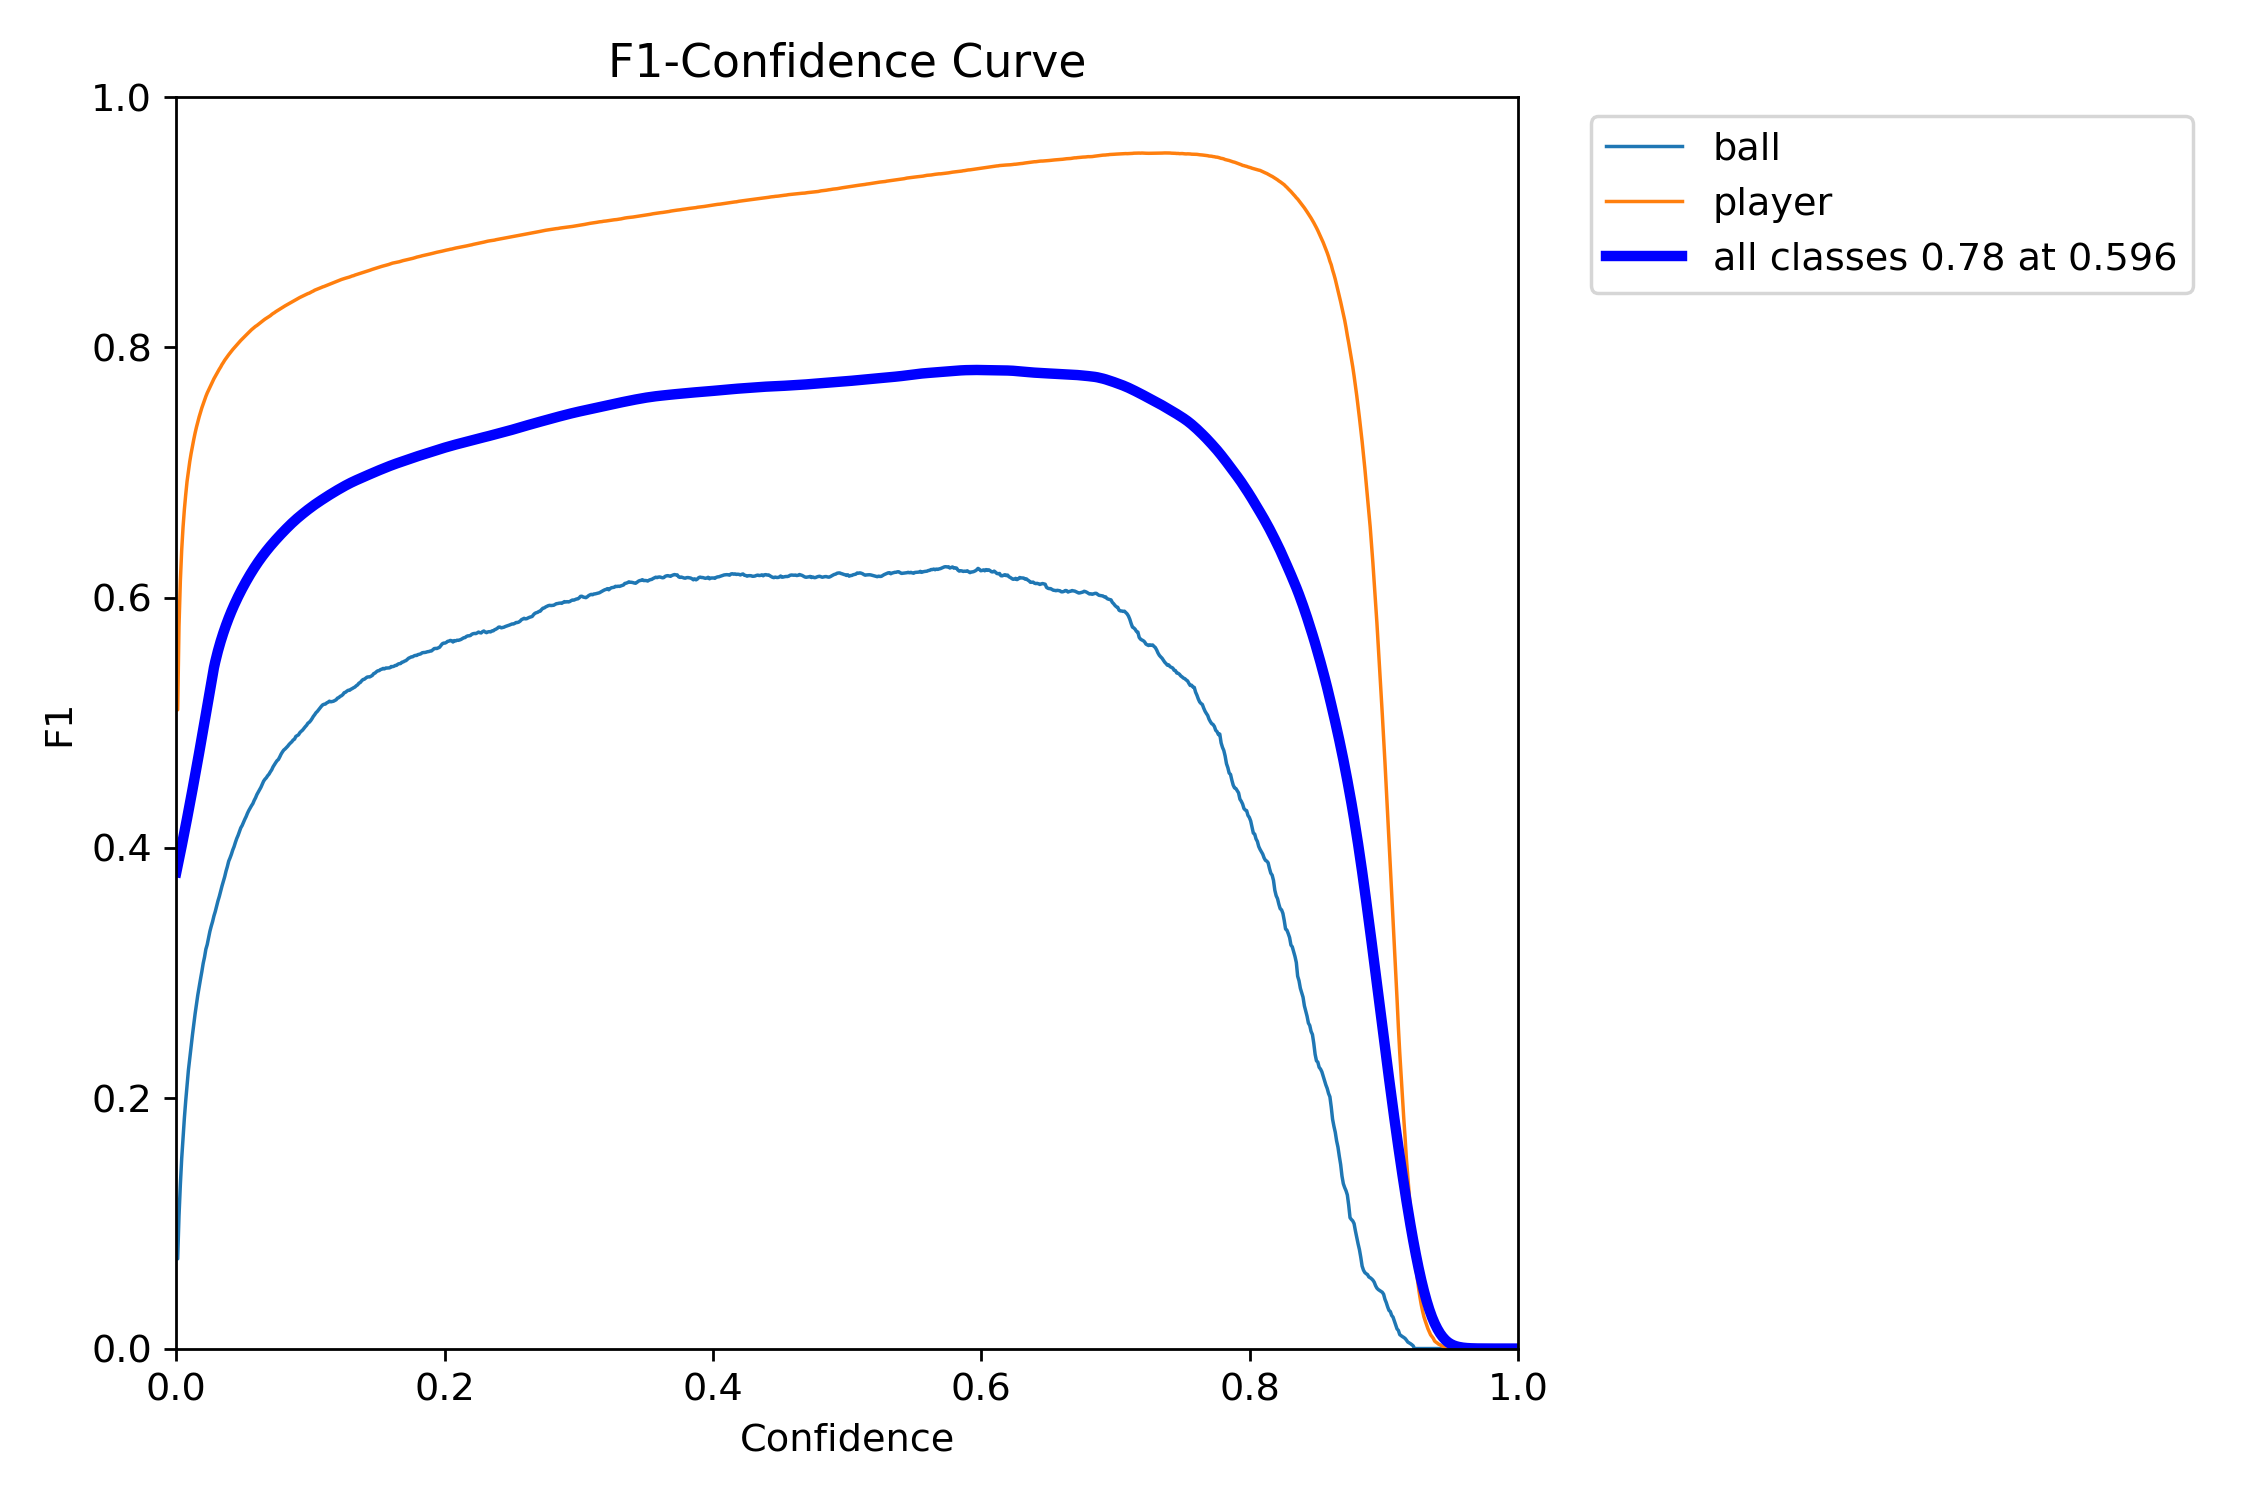 F1-Confidence Curve
1.0
0.8
0.6
0.4
0.2
0.0
F1
0.0 0.2 0.4 0.6 0.8 1.0
Confidence
ball
player
all classes 0.78 at 0.596